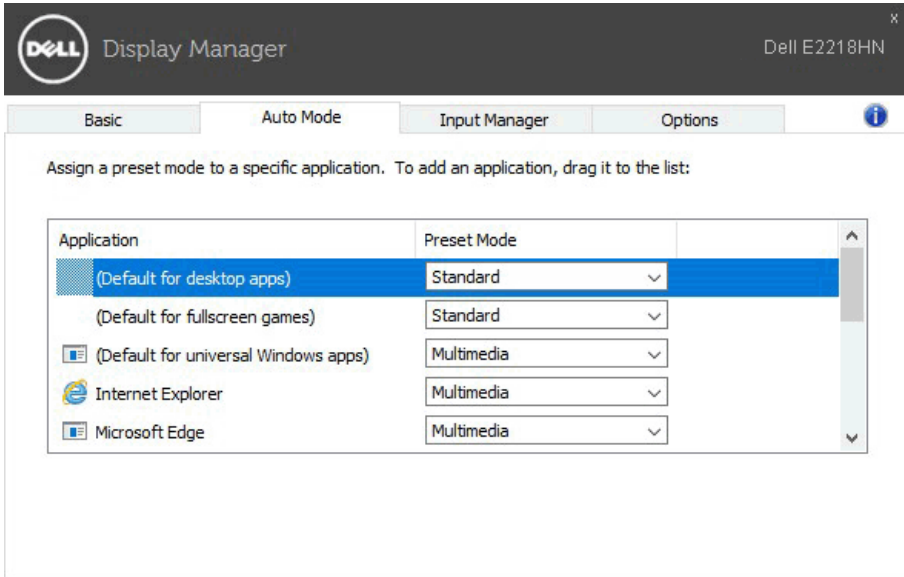 x
DELL Display Manager
Dell E2218HN
Basic Auto Mode Input Manager Options i
Assign a preset mode to a specific application. To add an application, drag it to the list:
Application Preset Mode
(Default for desktop apps) Standard
(Default for fullscreen games) Standard
(Default for universal Windows apps) Multimedia
Internet Explorer Multimedia
Microsoft Edge Multimedia